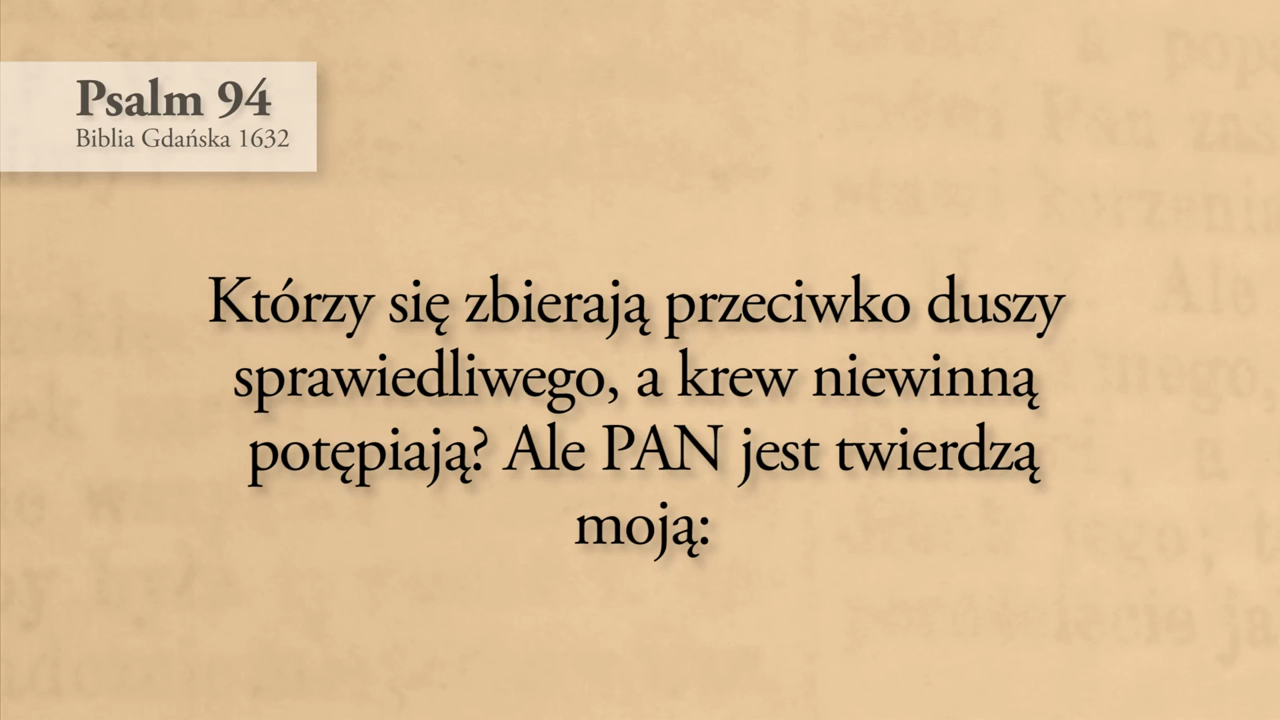 Psalm 94
Biblia Gdańska 1632
Którzy się zbierają przeciwko duszy
sprawiedliwego, a krew niewinną
potępiają? Ale PAN jest twierdzą
moją: